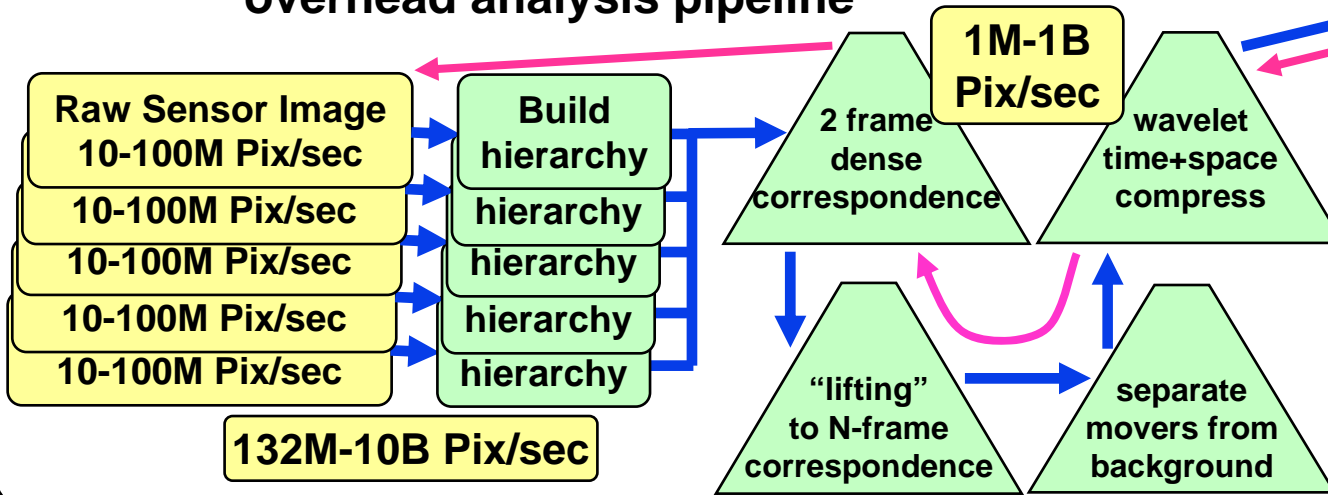 overhead analysis pipeline
Raw Sensor Image
10-100M Pix/sec
10-100M Pix/sec
10-100M Pix/sec
10-100M Pix/sec
10-100M Pix/sec
132M-10B Pix/sec
Build
hierarchy
hierarchy
hierarchy
hierarchy
hierarchy
2 frame
dense
correspondence
1M-1B
Pix/sec
wavelet
time+space
compress
“lifting”
to N-frame
correspondence
separate
movers from
background